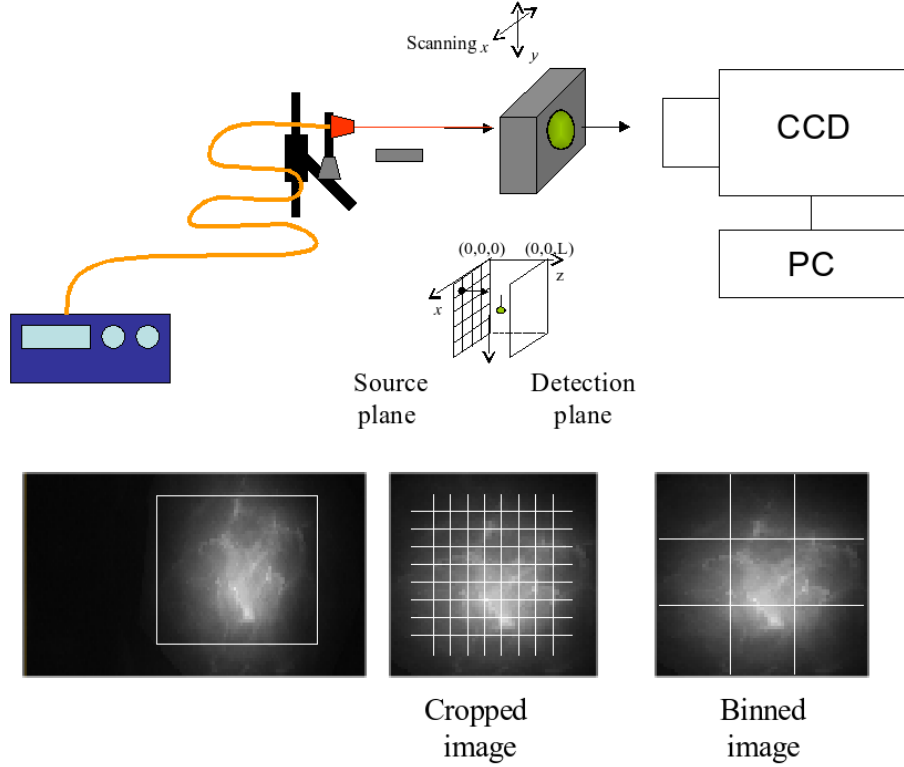 Scanning x
y
CCD
PC
(0,0,0) (0,0,L)
z
x
Source
plane
Detection
plane
Cropped
image
Binned
image